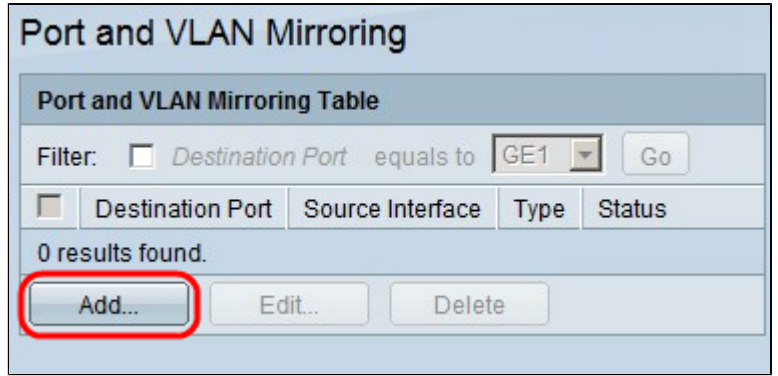 Port and VLAN Mirroring
Port and VLAN Mirroring Table
Filter: Destination Port equals to GE1 Go
Destination Port Source Interface Type Status
0 results found.
Add... Edit... Delete